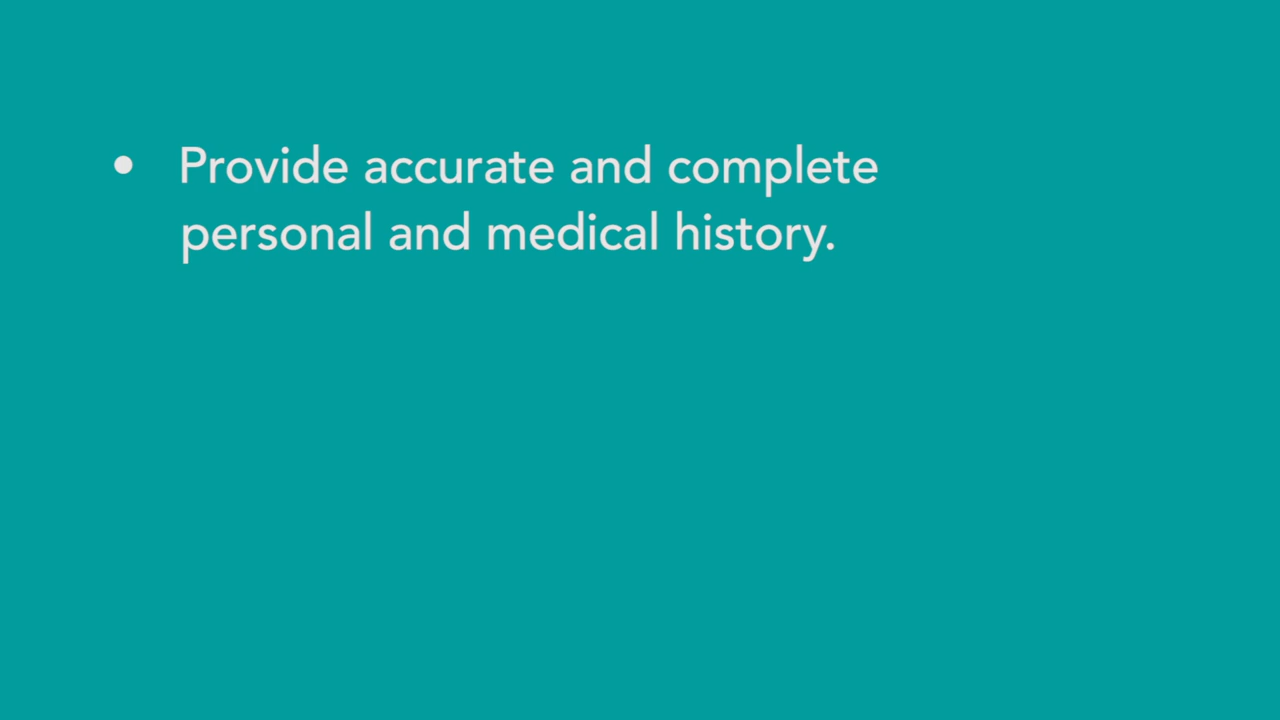 • Provide accurate and complete
personal and medical history.